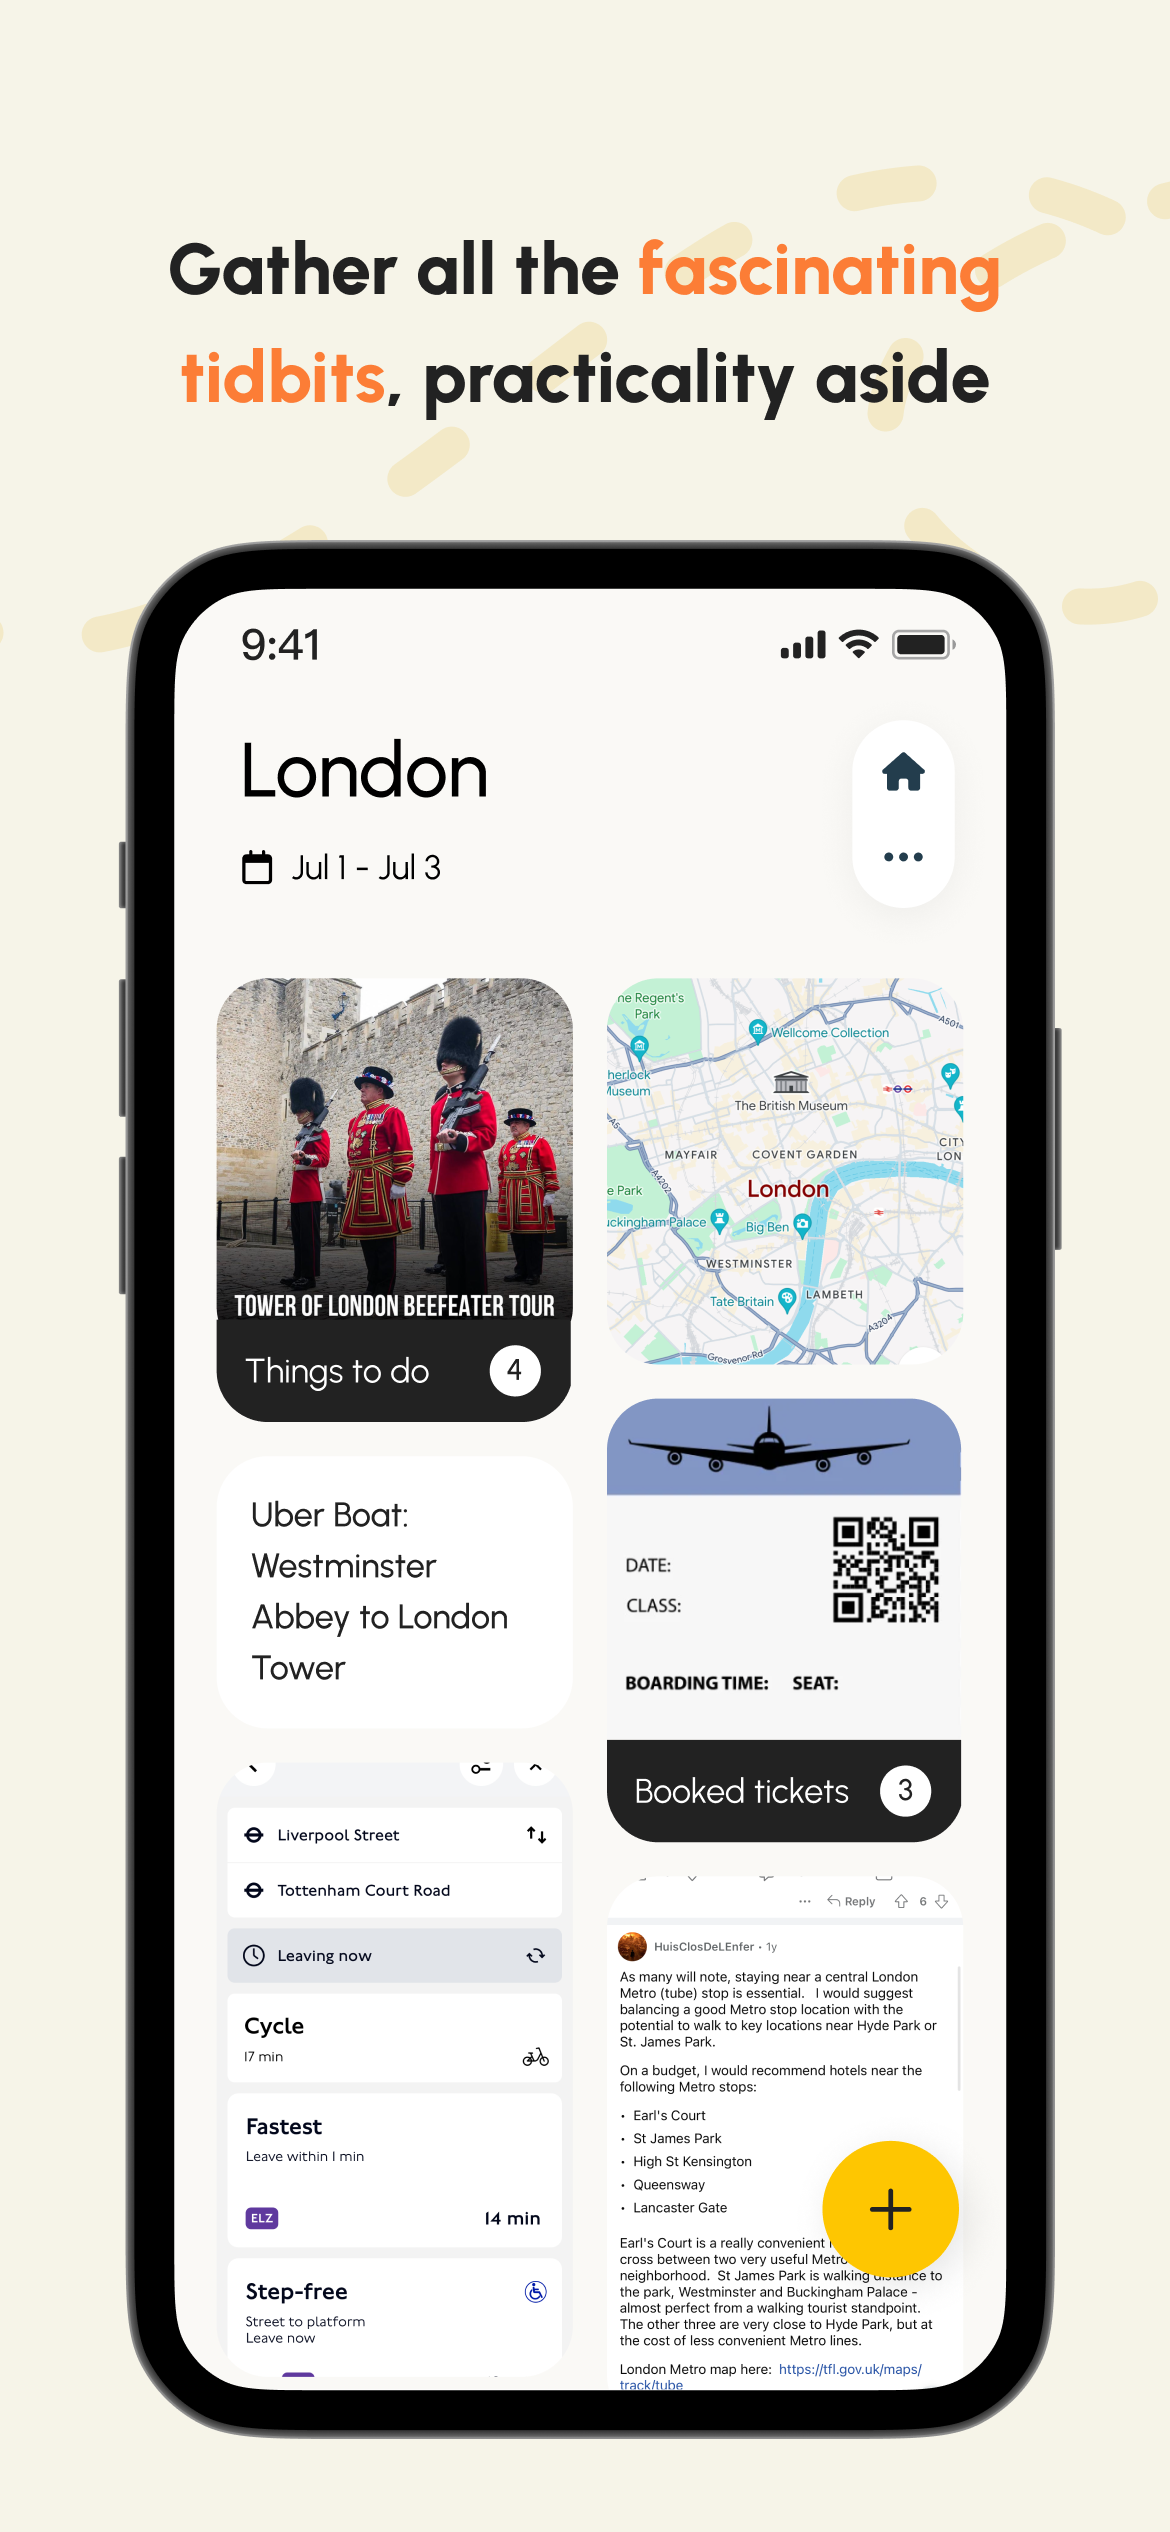 Gather all the fascinating
tidbits, practicality aside
9:41
London
Jul 1 - Jul 3
TOWER OF LONDON BEEFEATER TOUR
Things to do
4
Uber Boat:
Westminster
Abbey to London
Tower
Liverpool Street
Tottenham Court Road
Leaving now
Cycle
17 min
Fastest
Leave within 1 min
ELZ
14 min
Step-free
Street to platform
Leave now
ne Regent's
Park
Wellcome Collection
A501
herlock
Museum
The British Museum
A5
MAYFAIR
COVENT GARDEN
CITY
LON
A4202
London
e Park
uckingham Palace
Big Ben
WESTMINSTER
Tate Britain
LAMBETH
A3204
Grosvenor Rd
DATE:
CLASS:
BOARDING TIME: SEAT:
Booked tickets
3
Reply
6
HuisClosDeLEnfer • 1y
As many will note, staying near a central London
Metro (tube) stop is essential. I would suggest
balancing a good Metro stop location with the
potential to walk to key locations near Hyde Park or
St. James Park.
On a budget, I would recommend hotels near the
following Metro stops:
• Earl's Court
• St James Park
• High St Kensington
• Queensway
• Lancaster Gate
Earl's Court is a really convenient
cross between two very useful Metro
neighborhood. St James Park is walking distance to
the park, Westminster and Buckingham Palace -
almost perfect from a walking tourist standpoint.
The other three are very close to Hyde Park, but at
the cost of less convenient Metro lines.
London Metro map here: https://tfl.gov.uk/maps/
track/tube